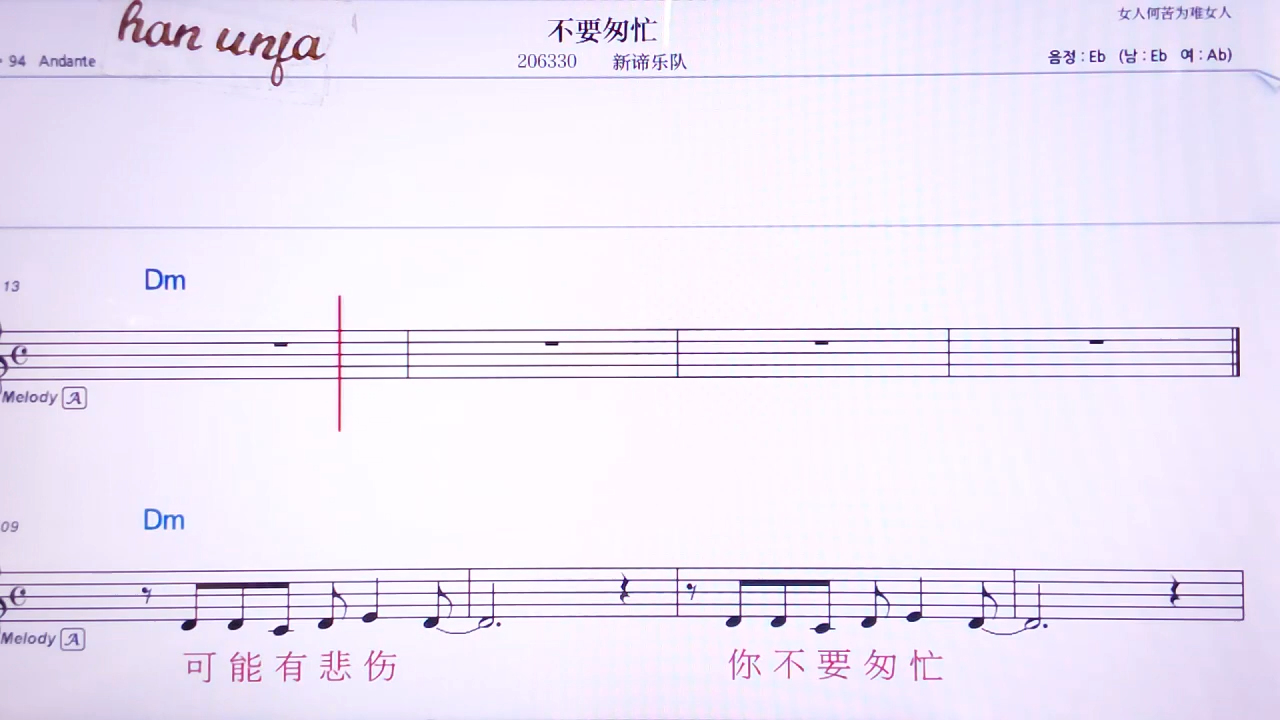 han unfa
不要匆忙
206330 新谛乐队
女人何苦为难女人
94 Andante
음정 : Eb (남 : Eb 여 : Ab)
13
Dm
Melody A
09
Dm
Melody A
可能有悲伤 你不要匆忙